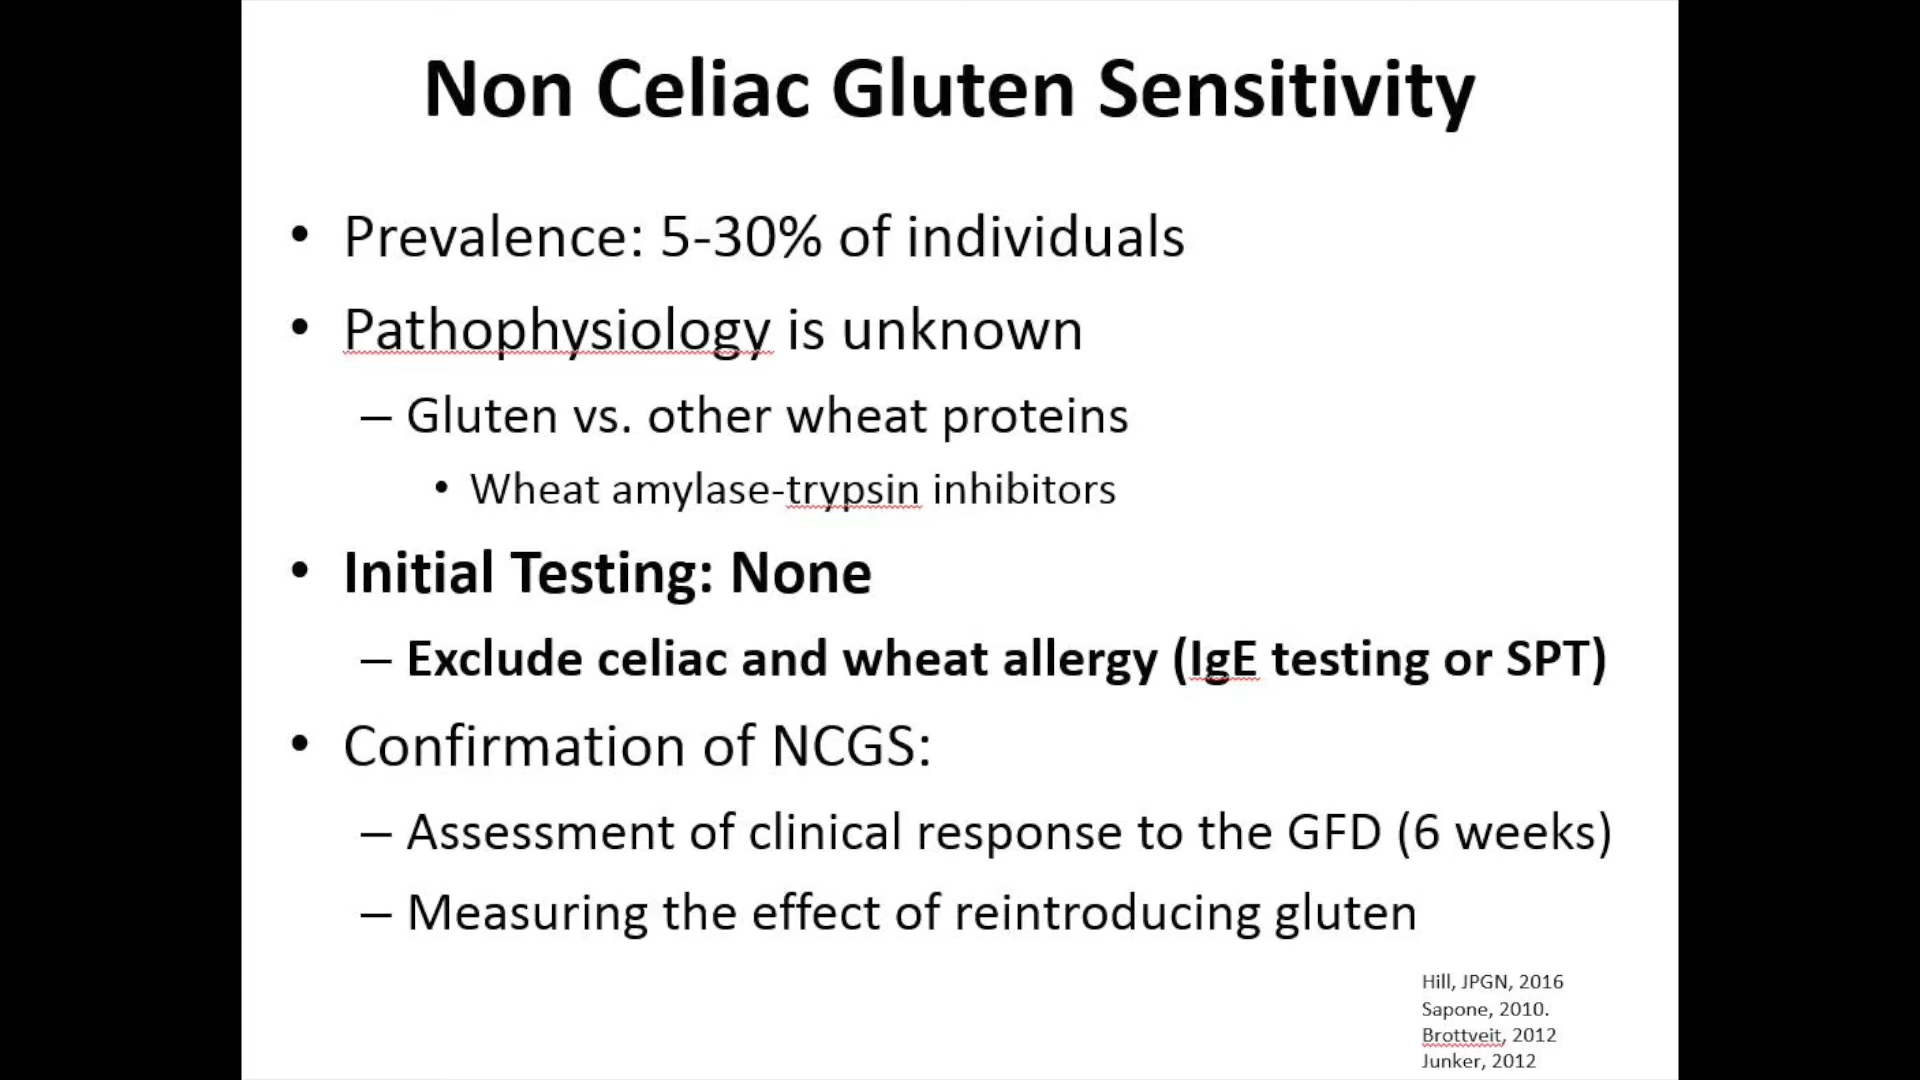 Non Celiac Gluten Sensitivity
• Prevalence: 5-30% of individuals
• Pathophysiology is unknown
– Gluten vs. other wheat proteins
• Wheat amylase-trypsin inhibitors
• Initial Testing: None
– Exclude celiac and wheat allergy (IgE testing or SPT)
• Confirmation of NCGS:
– Assessment of clinical response to the GFD (6 weeks)
– Measuring the effect of reintroducing gluten
Hill, JPGN, 2016
Sapone, 2010.
Brottveit, 2012
Junker, 2012